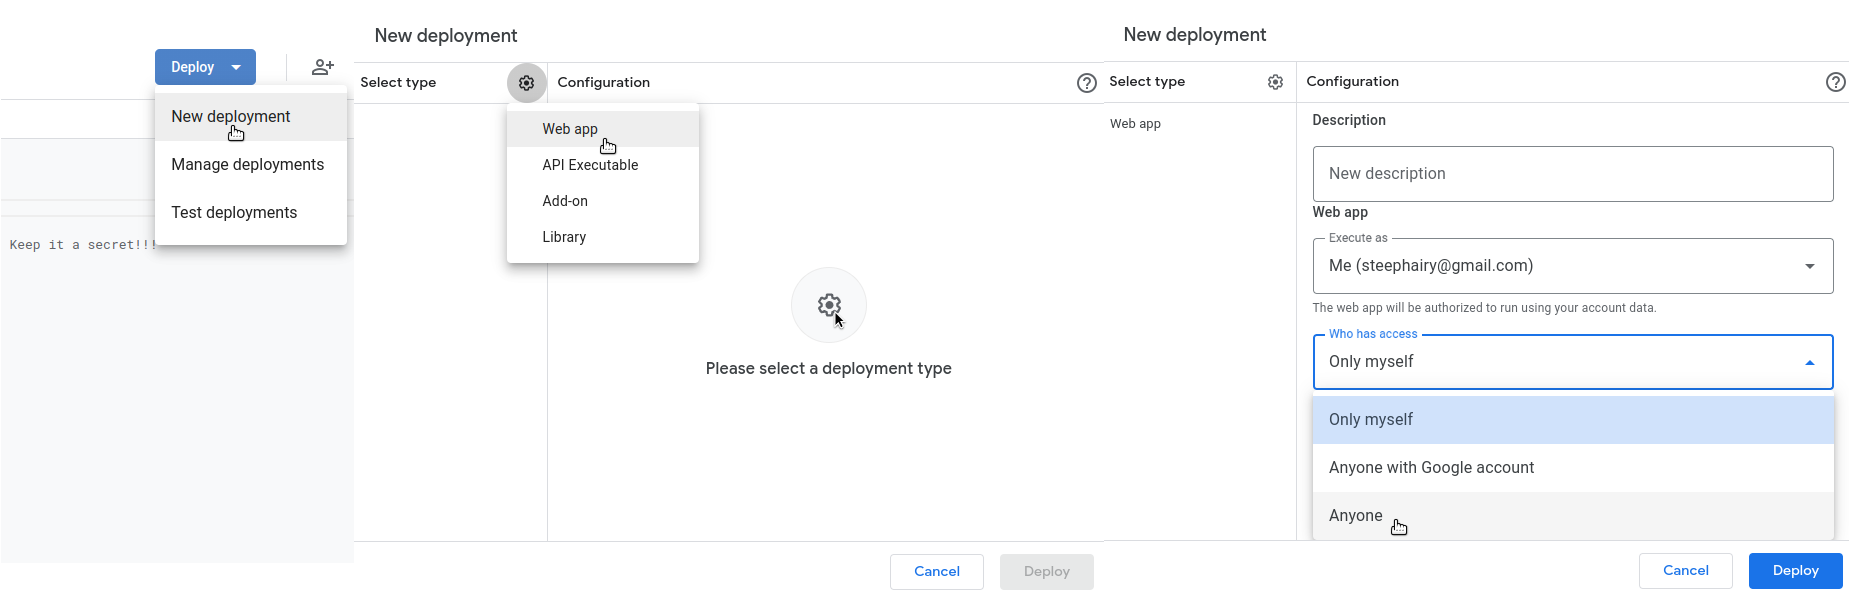 Deploy
New deployment
Manage deployments
Test deployments
Keep it a secret!!!
New deployment
Select type
Configuration
Web app
API Executable
Add-on
Library
Please select a deployment type
Cancel
Deploy
New deployment
Select type
Configuration
Web app
Description
New description
Web app
Execute as
Me (steephairy@gmail.com)
The web app will be authorized to run using your account data.
Who has access
Only myself
Only myself
Anyone with Google account
Anyone
Cancel
Deploy